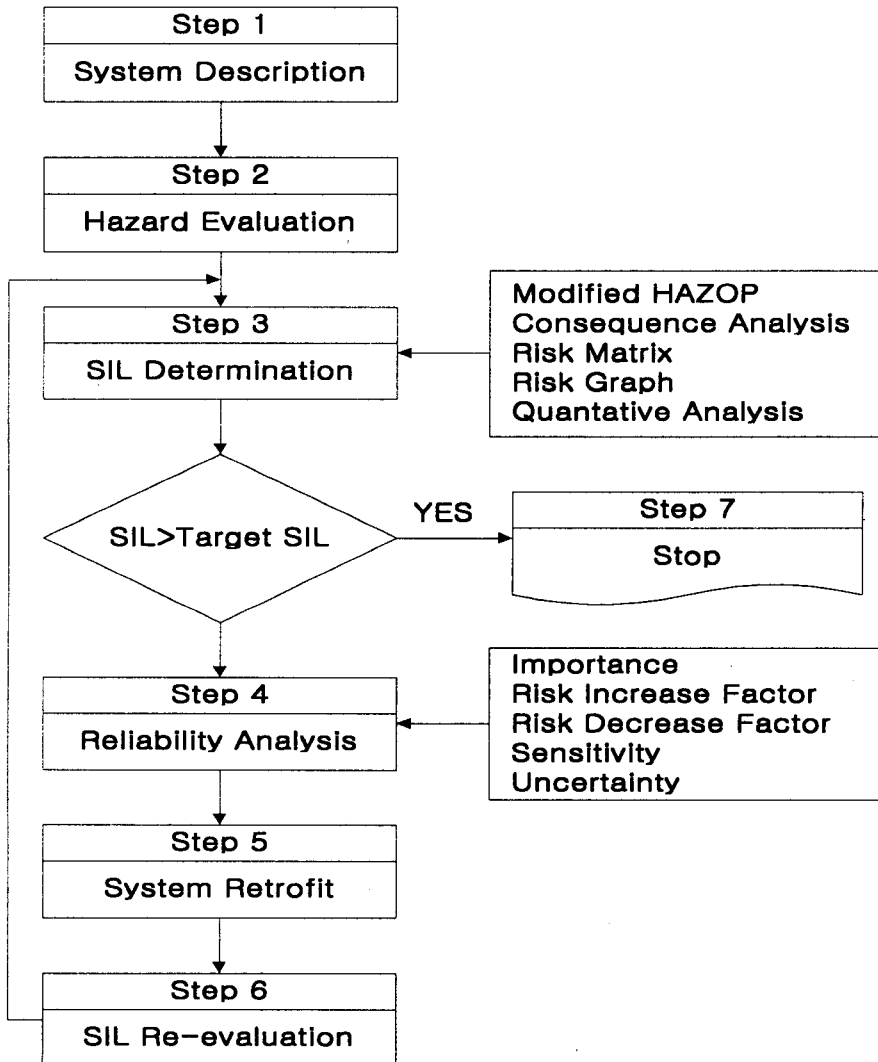 Step 1
System Description
Step 2
Hazard Evaluation
Step 3
SIL Determination
Modified HAZOP
Consequence Analysis
Risk Matrix
Risk Graph
Quantative Analysis
SIL>Target SIL
YES
Step 7
Stop
Step 4
Reliability Analysis
Importance
Risk Increase Factor
Risk Decrease Factor
Sensitivity
Uncertainty
Step 5
System Retrofit
Step 6
SIL Re-evaluation